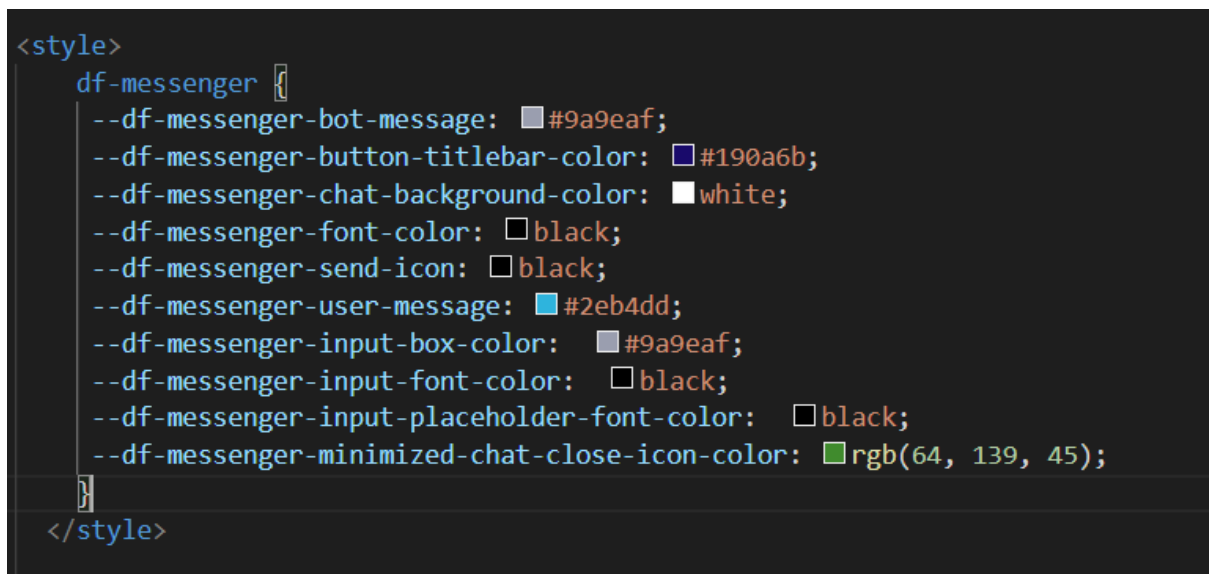 <style>
df-messenger {
--df-messenger-bot-message: #9a9eaf;
--df-messenger-button-titlebar-color: #190a6b;
--df-messenger-chat-background-color: white;
--df-messenger-font-color: black;
--df-messenger-send-icon: black;
--df-messenger-user-message: #2eb4dd;
--df-messenger-input-box-color: #9a9eaf;
--df-messenger-input-font-color: black;
--df-messenger-input-placeholder-font-color: black;
--df-messenger-minimized-chat-close-icon-color: rgb(64, 139, 45);
}
</style>